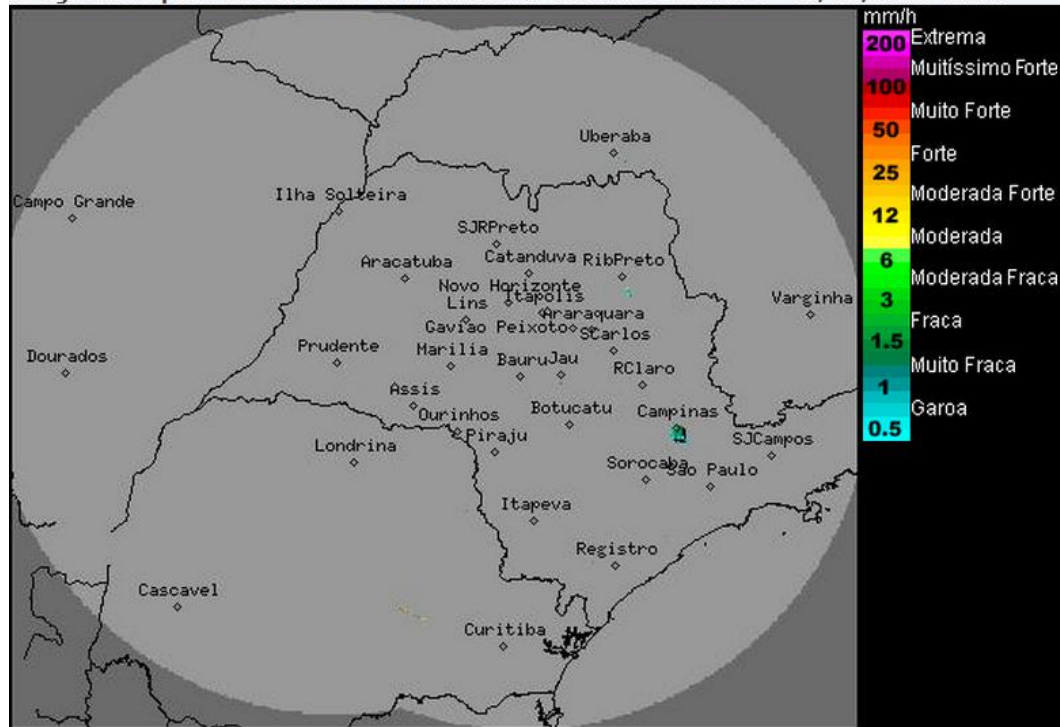 mm/h
200 Extrema
Muitíssimo Forte
100
Muito Forte
50
Forte
25
Moderada Forte
12
Moderada
6
Moderada Fraca
3
Fraca
1.5
Muito Fraca
1
Garoa
0.5
Uberaba
Campo Grande
Ilha Solteira
SJRPreto
Catanduva
RibPreto
Aracatuba
Novo Horizonte
Itapolis
Lins
Araraquara
Varginha
Gaviao Peixoto
SCarlos
Dourados
Prudente
Marilia
Bauru
Jau
RClaro
Assis
Ourinhos
Botucatu
Campinas
Piraju
Londrina
SJCampos
Sorocaba
Sao Paulo
Itapeva
Registro
Cascavel
Curitiba